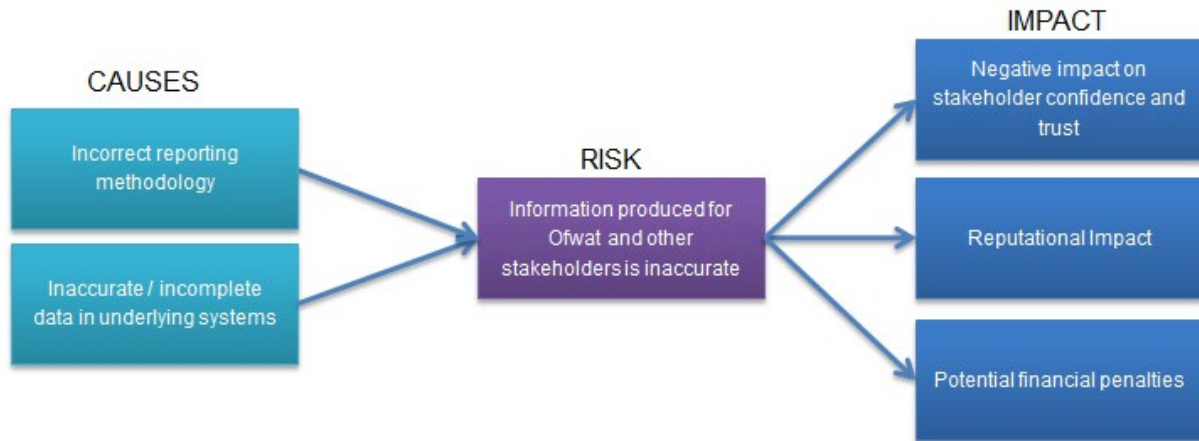 CAUSES
Incorrect reporting
methodology
Inaccurate / incomplete
data in underlying systems
RISK
Information produced for
Ofwat and other
stakeholders is inaccurate
IMPACT
Negative impact on
stakeholder confidence and
trust
Reputational Impact
Potential financial penalties